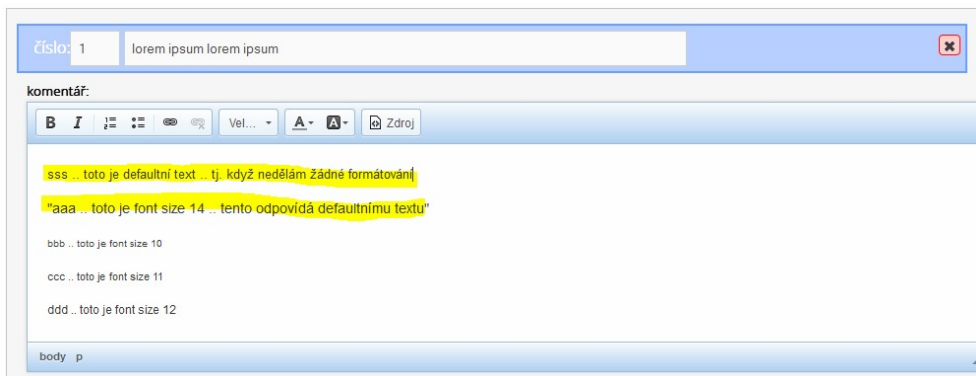 číslo: 1 lorem ipsum lorem ipsum
komentář:
B I Vel... A A Zdroj
sss .. toto je defaultní text .. tj. když nedělám žádné formátování
"aaa .. toto je font size 14 .. tento odpovídá defaultnímu textu"
bbb .. toto je font size 10
ccc .. toto je font size 11
ddd .. toto je font size 12
body p